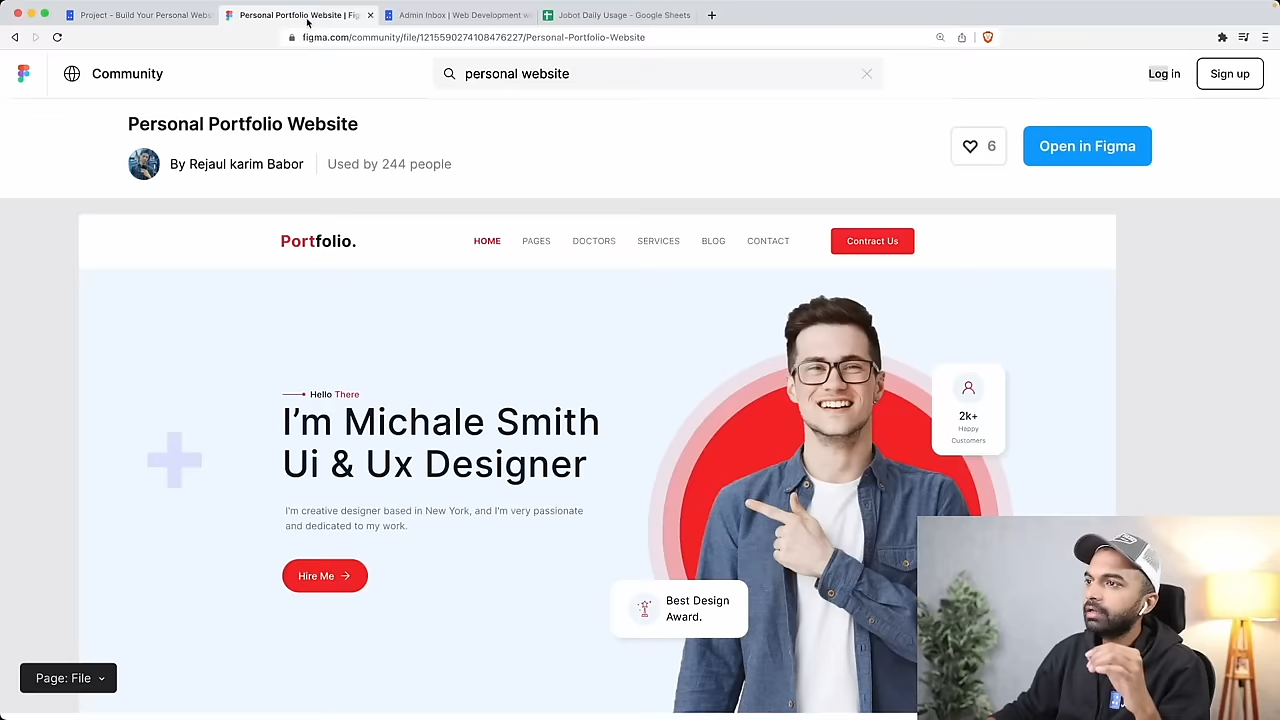 Project - Build Your Personal Webs
Personal Portfolio Website | Fig
Admin Inbox | Web Development w
Jobot Daily Usage - Google Sheets
figma.com/community/file/1215590274108476227/Personal-Portfolio-Website
Community
personal website
Log in
Sign up
Personal Portfolio Website
By Rejaul karim Babor
Used by 244 people
6
Open in Figma
Portfolio.
HOME
PAGES
DOCTORS
SERVICES
BLOG
CONTACT
Contract Us
Hello There
I'm Michale Smith
Ui & Ux Designer
I'm creative designer based in New York, and I'm very passionate
and dedicated to my work.
Hire Me
2k+
Happy
Customers
Best Design
Award.
Page: File